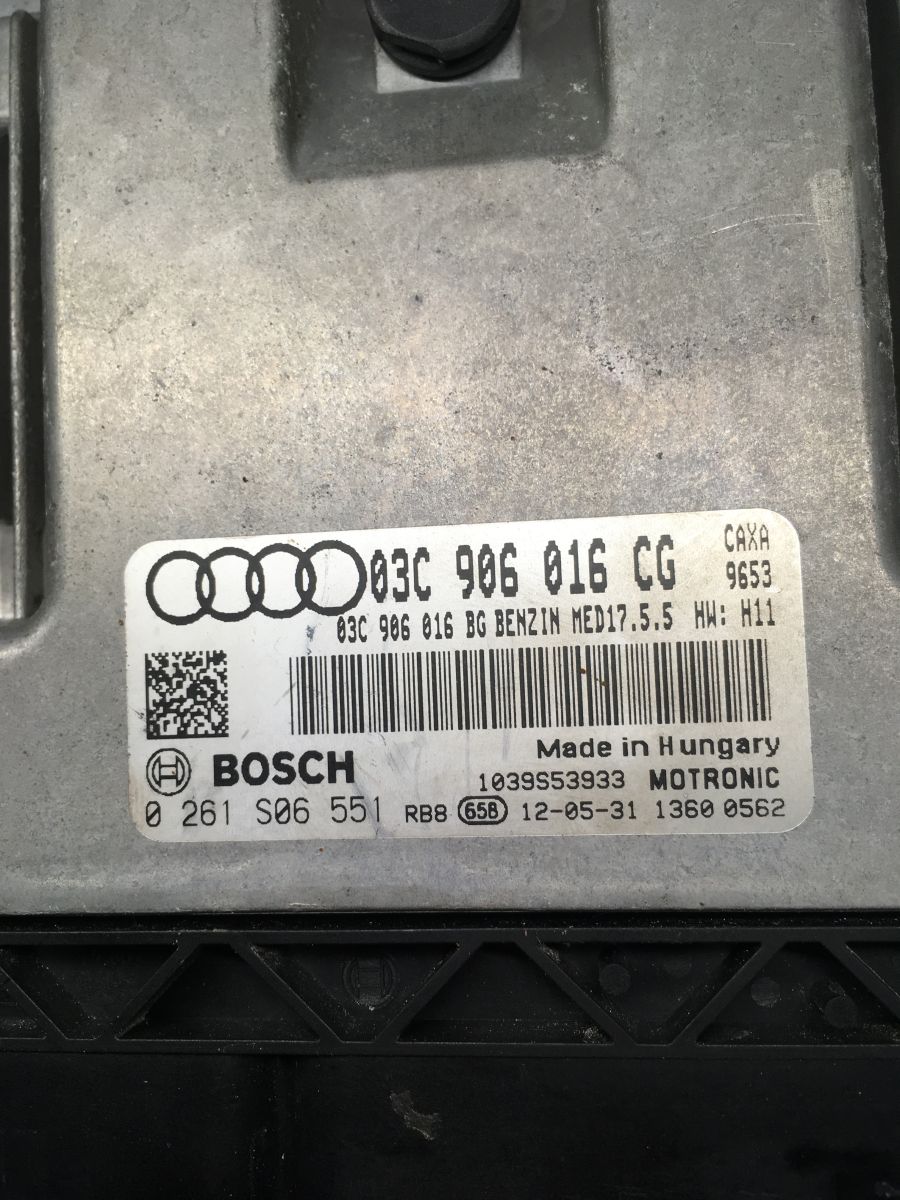 03C 906 016 CG
CAXA
9653
03C 906 016 BG BENZIN MED17.5.5 HW: H11
Made in Hungary
BOSCH
1039S53933 MOTRONIC
0 261 S06 551 RB8 65B 12-05-31 1360 0562